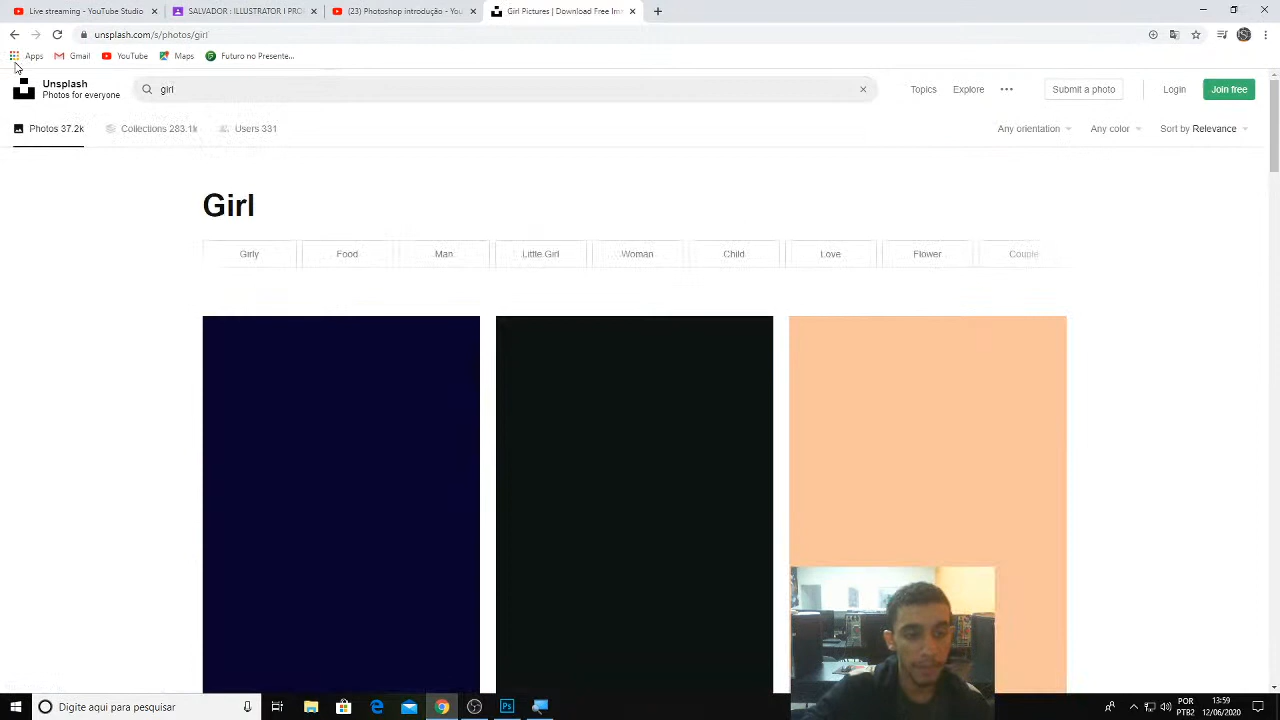 Live streaming - YouTube Studio
SALVADOR : ILLUSTRATOR I PRO
(23) Photoshop introdução - You
Girl Pictures | Download Free Im
unsplash.com/s/photos/girl
Apps
Gmail
YouTube
Maps
Futuro no Presente...
Unsplash
Photos for everyone
girl
Topics
Explore
Submit a photo
Login
Join free
Photos 37.2k
Collections 283.1k
Users 331
Any orientation
Any color
Sort by Relevance
Girl
Girly
Food
Man
Little Girl
Woman
Child
Love
Flower
Couple
Digite aqui para pesquisar
Ps
POR
PTB2
13:59
12/06/2020